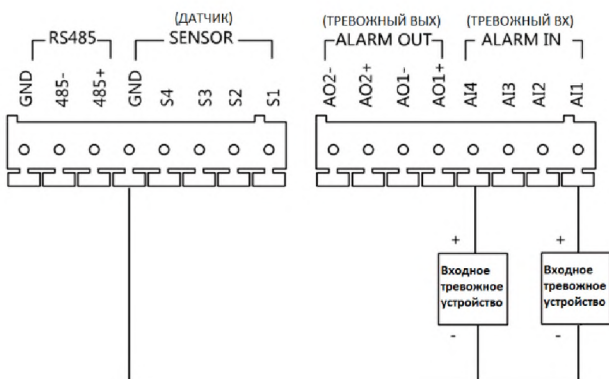 (ДАТЧИК)
(ТРЕВОЖНЫЙ ВЫХ)
(ТРЕВОЖНЫЙ ВХ)
RS485
SENSOR
ALARM OUT
ALARM IN
GND
485-
485+
GND
S4
S3
S2
S1
AO2-
AO2+
AO1-
AO1+
AI4
AI3
AI2
AI1
+
+
Входное
тревожное
устройство
Входное
тревожное
устройство
-
-